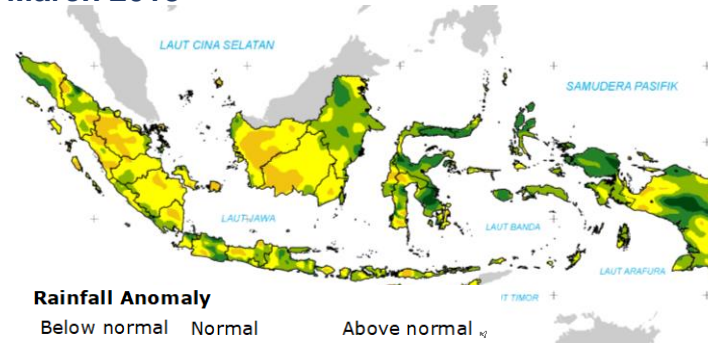 LAUT CINA SELATAN
SAMUDERA PASIFIK
LAUT JAWA
LAUT BANDA
LAUT ARAFURA
IT TIMOR
Rainfall Anomaly
Below normal Normal Above normal